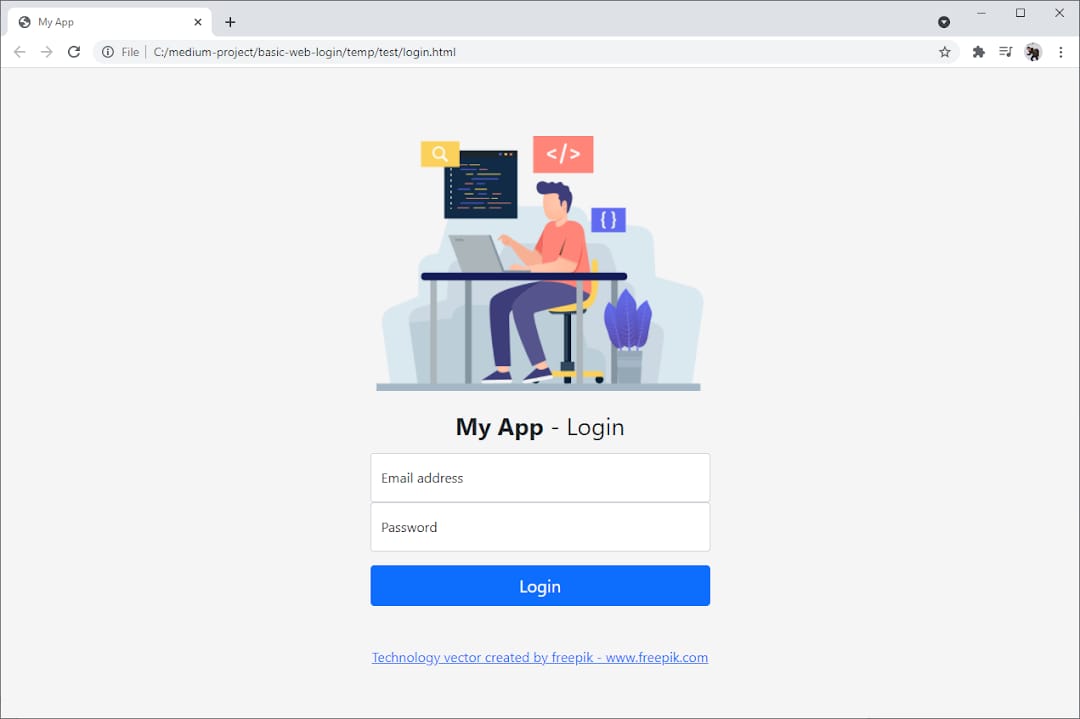 My App
File C:/medium-project/basic-web-login/temp/test/login.html
</>
{ }
My App - Login
Email address
Password
Login
Technology vector created by freepik - www.freepik.com